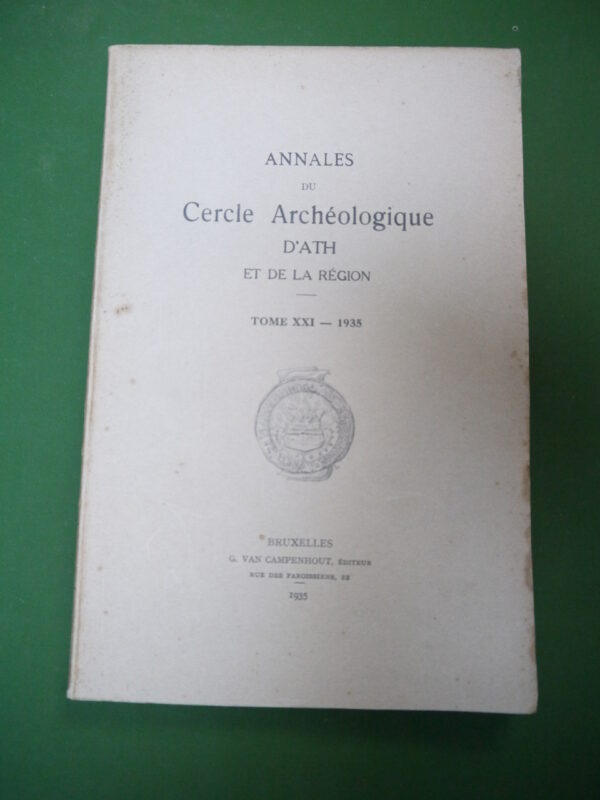 ANNALES
DU
Cercle Archéologique
D'ATH
ET DE LA RÉGION
TOME XXI — 1935
BRUXELLES
G. VAN CAMPENHOUT, ÉDITEUR
RUE DES PAROISSIENS, 22
1935